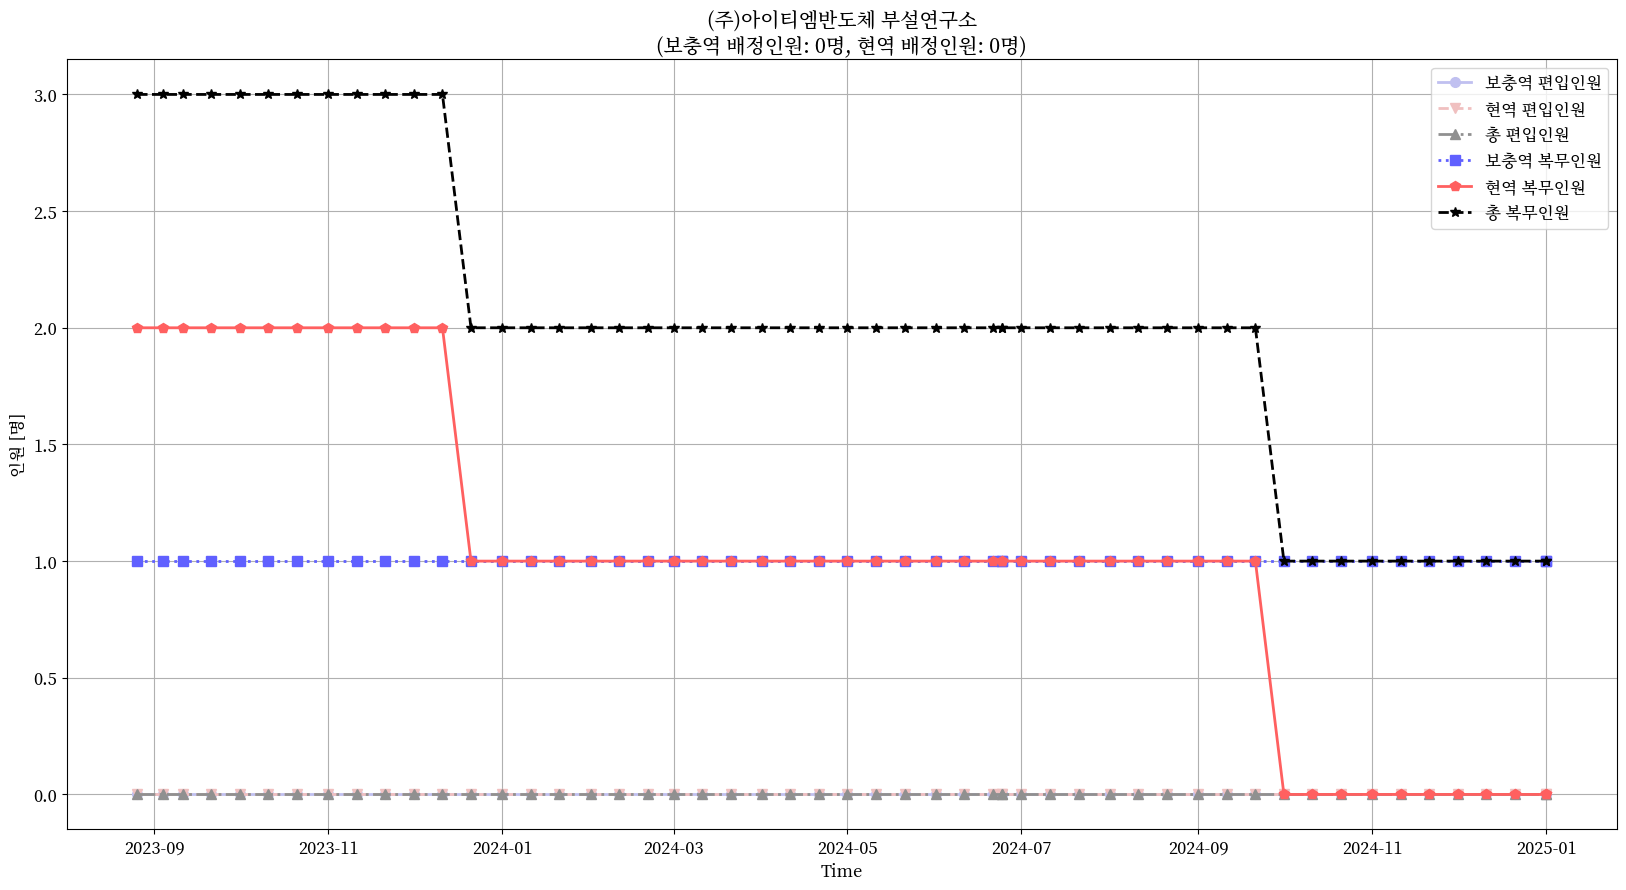 (주)아이티엠반도체 부설연구소
(보충역 배정인원: 0명, 현역 배정인원: 0명)
보충역 편입인원
현역 편입인원
총 편입인원
보충역 복무인원
현역 복무인원
총 복무인원
인원 [명]
3.0
2.5
2.0
1.5
1.0
0.5
0.0
2023-09
2023-11
2024-01
2024-03
2024-05
2024-07
2024-09
2024-11
2025-01
Time